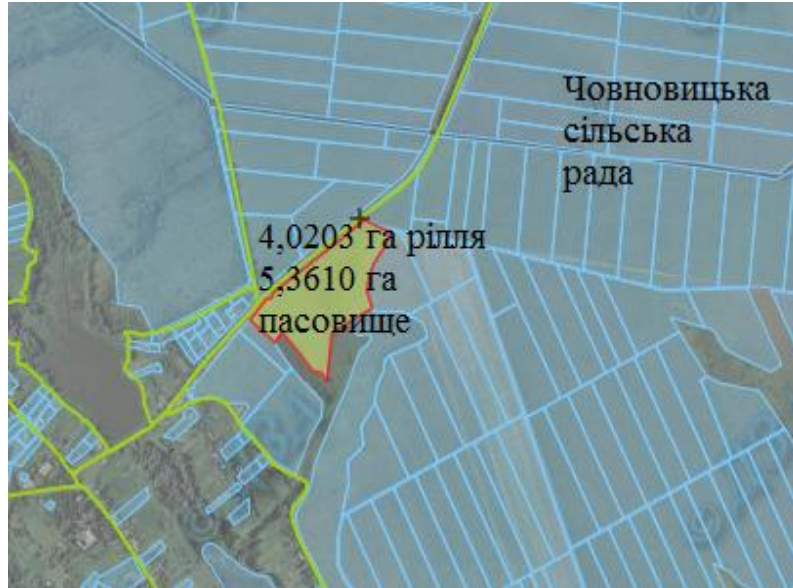 Човновицька
сільська
рада
4,0203 га рілля
5,3610 га
пасовище